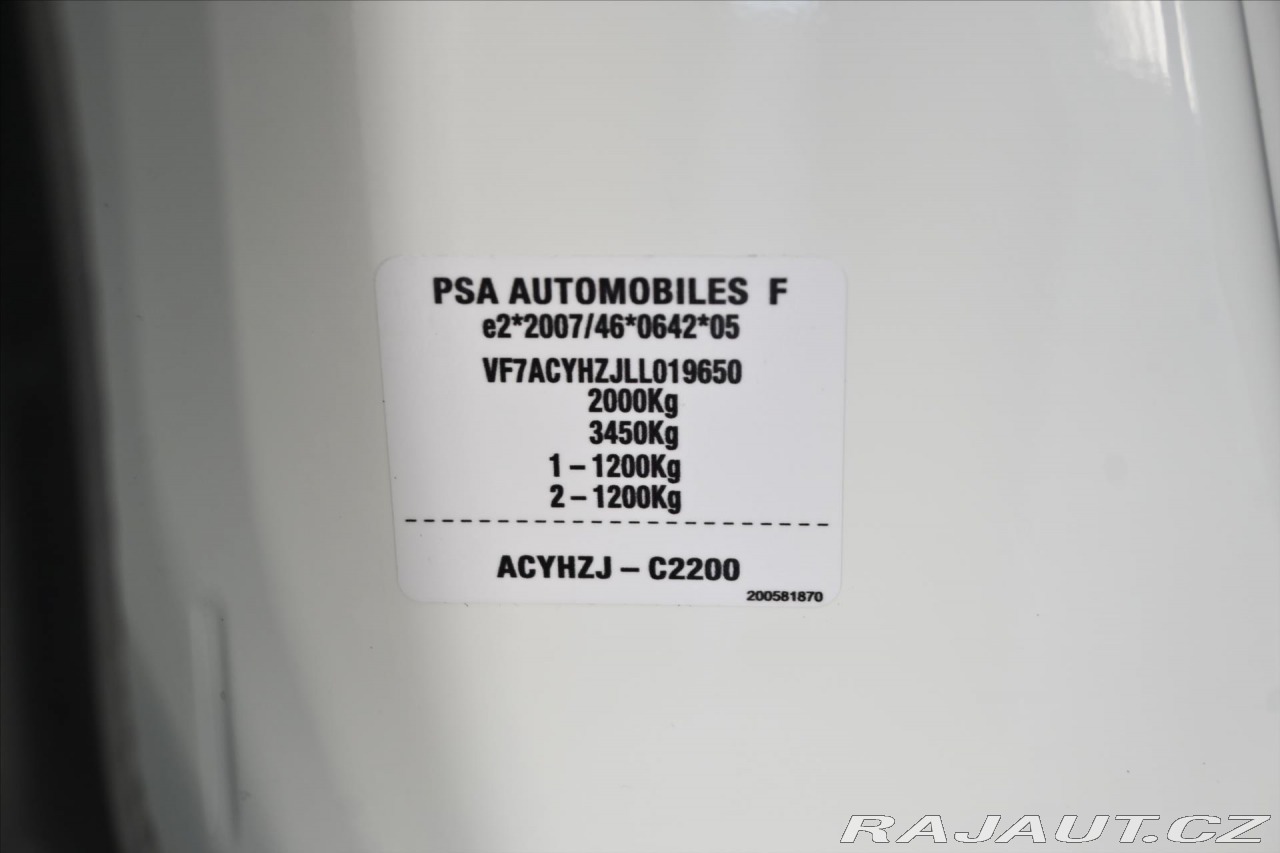 PSA AUTOMOBILES F
e2*2007/46*0642*05
VF7ACYHZJLL019650
2000Kg
3450Kg
1 – 1200Kg
2 – 1200Kg
ACYHZJ – C2200
200581870
RAJAUT.CZ